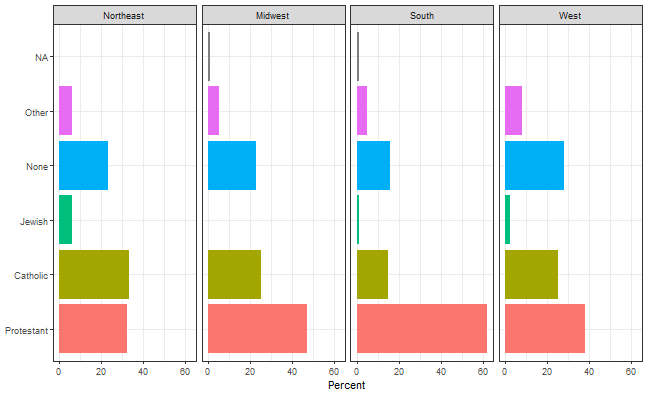 Northeast Midwest South West
NA
Other
None
Jewish
Catholic
Protestant
0 20 40 60 0 20 40 60 0 20 40 60 0 20 40 60
Percent